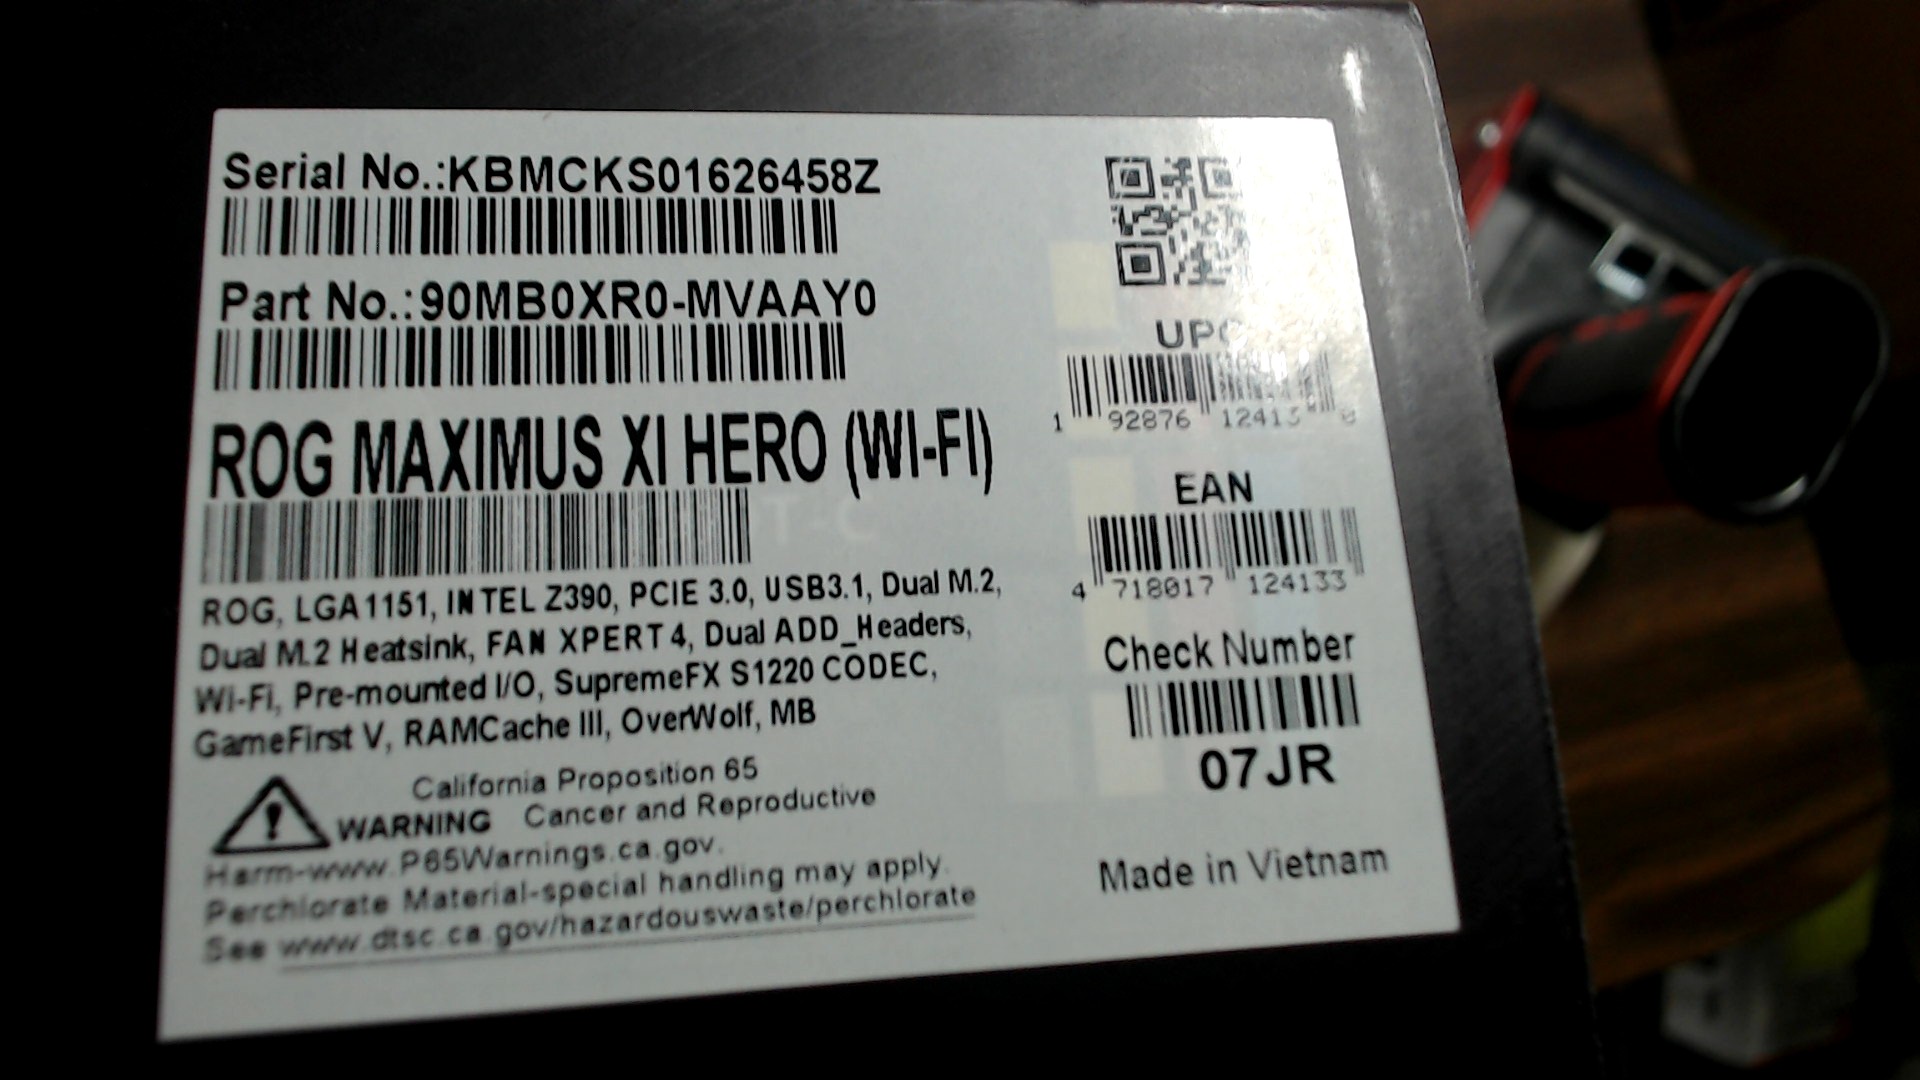 Serial No.:KBMCKS01626458Z
Part No.:90MB0XR0-MVAAY0
ROG MAXIMUS XI HERO (WI-FI)
ROG, LGA1151, INTEL Z390, PCIE 3.0, USB3.1, Dual M.2,
Dual M.2 Heatsink, FAN XPERT 4, Dual ADD_Headers,
Wi-Fi, Pre-mounted I/O, SupremeFX S1220 CODEC,
GameFirst V, RAMCache III, OverWolf, MB
California Proposition 65
WARNING Cancer and Reproductive
Harm-www.P65Warnings.ca.gov.
Perchlorate Material-special handling may apply.
See www.dtsc.ca.gov/hazardouswaste/perchlorate
UPC
1 92876 12413
EAN
4 718017 124133
Check Number
07JR
Made in Vietnam